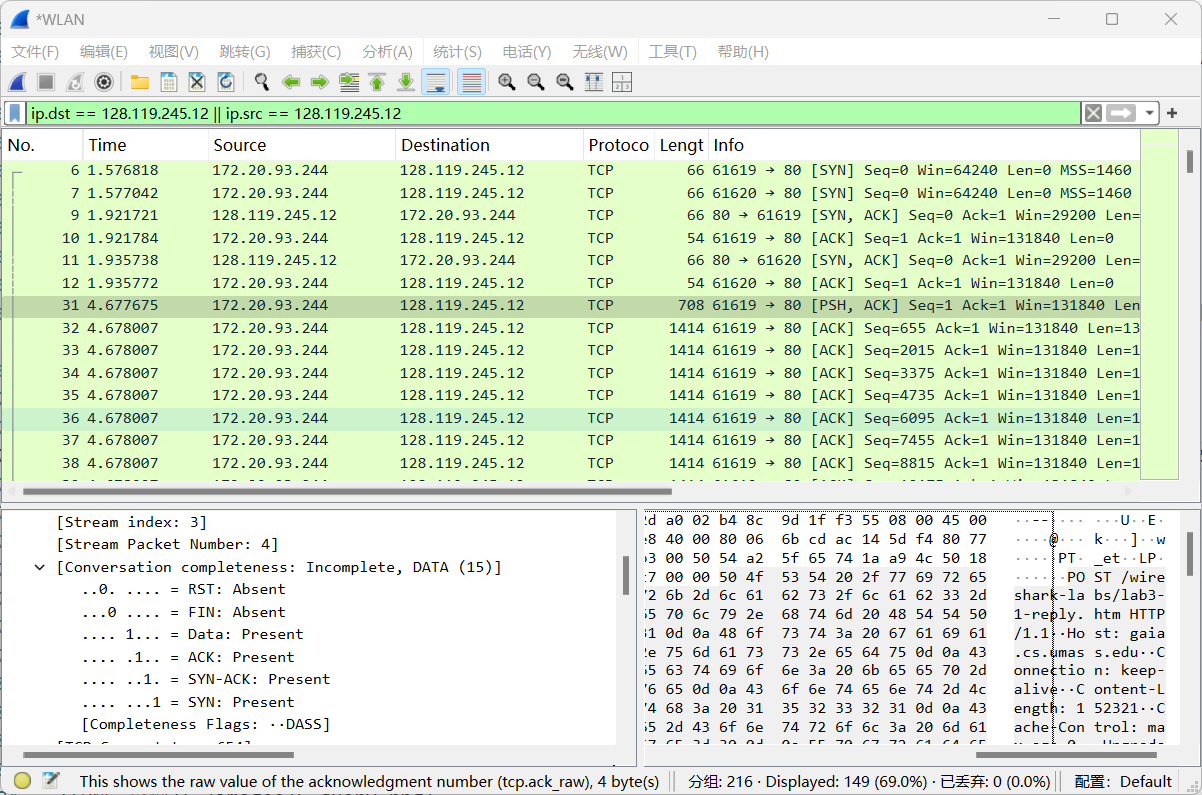 *WLAN
文件(F) 编辑(E) 视图(V) 跳转(G) 捕获(C) 分析(A) 统计(S) 电话(Y) 无线(W) 工具(T) 帮助(H)
ip.dst == 128.119.245.12 || ip.src == 128.119.245.12
No. Time Source Destination Protoco Lengt Info
6 1.576818 172.20.93.244 128.119.245.12 TCP 66 61619 → 80 [SYN] Seq=0 Win=64240 Len=0 MSS=1460
7 1.577042 172.20.93.244 128.119.245.12 TCP 66 61620 → 80 [SYN] Seq=0 Win=64240 Len=0 MSS=1460
9 1.921721 128.119.245.12 172.20.93.244 TCP 66 80 → 61619 [SYN, ACK] Seq=0 Ack=1 Win=29200 Len=
10 1.921784 172.20.93.244 128.119.245.12 TCP 54 61619 → 80 [ACK] Seq=1 Ack=1 Win=131840 Len=0
11 1.935738 128.119.245.12 172.20.93.244 TCP 66 80 → 61620 [SYN, ACK] Seq=0 Ack=1 Win=29200 Len=
12 1.935772 172.20.93.244 128.119.245.12 TCP 54 61620 → 80 [ACK] Seq=1 Ack=1 Win=131840 Len=0
31 4.677675 172.20.93.244 128.119.245.12 TCP 708 61619 → 80 [PSH, ACK] Seq=1 Ack=1 Win=131840 Len
32 4.678007 172.20.93.244 128.119.245.12 TCP 1414 61619 → 80 [ACK] Seq=655 Ack=1 Win=131840 Len=13
33 4.678007 172.20.93.244 128.119.245.12 TCP 1414 61619 → 80 [ACK] Seq=2015 Ack=1 Win=131840 Len=1
34 4.678007 172.20.93.244 128.119.245.12 TCP 1414 61619 → 80 [ACK] Seq=3375 Ack=1 Win=131840 Len=1
35 4.678007 172.20.93.244 128.119.245.12 TCP 1414 61619 → 80 [ACK] Seq=4735 Ack=1 Win=131840 Len=1
36 4.678007 172.20.93.244 128.119.245.12 TCP 1414 61619 → 80 [ACK] Seq=6095 Ack=1 Win=131840 Len=1
37 4.678007 172.20.93.244 128.119.245.12 TCP 1414 61619 → 80 [ACK] Seq=7455 Ack=1 Win=131840 Len=1
38 4.678007 172.20.93.244 128.119.245.12 TCP 1414 61619 → 80 [ACK] Seq=8815 Ack=1 Win=131840 Len=1
[Stream index: 3]
[Stream Packet Number: 4]
[Conversation completeness: Incomplete, DATA (15)]
..0. .... = RST: Absent
...0 .... = FIN: Absent
.... 1... = Data: Present
.... .1.. = ACK: Present
.... ..1. = SYN-ACK: Present
.... ...1 = SYN: Present
[Completeness Flags: ··DASS]
2d a0 02 b4 8c 9d 1f f3 55 08 00 45 00 ··--···· ···U··E·
e8 40 00 80 06 6b cd ac 14 5d f4 80 77 ····@··· k···]··w
b3 00 50 54 a2 5f 65 74 1a a9 4c 50 18 ·····PT· _et··LP·
c7 00 00 50 4f 53 54 20 2f 77 69 72 65 ······PO ST /wire
72 6b 2d 6c 61 62 73 2f 6c 61 62 33 2d shark-la bs/lab3-
65 70 6c 79 2e 68 74 6d 20 48 54 54 50 1-reply. htm HTTP
31 0d 0a 48 6f 73 74 3a 20 67 61 69 61 /1.1··Ho st: gaia
2e 75 6d 61 73 73 2e 65 64 75 0d 0a 43 .cs.umas s.edu··C
65 63 74 69 6f 6e 3a 20 6b 65 65 70 2d onnectio n: keep-
76 65 0d 0a 43 6f 6e 74 65 6e 74 2d 4c alive··C ontent-L
74 68 3a 20 31 35 32 33 32 31 0d 0a 43 ength: 1 52321··C
65 2d 43 6f 6e 74 72 6f 6c 3a 20 6d 61 ache-Con trol: ma
This shows the raw value of the acknowledgment number (tcp.ack_raw), 4 byte(s) 分组: 216 · Displayed: 149 (69.0%) · 已丢弃: 0 (0.0%) 配置: Default